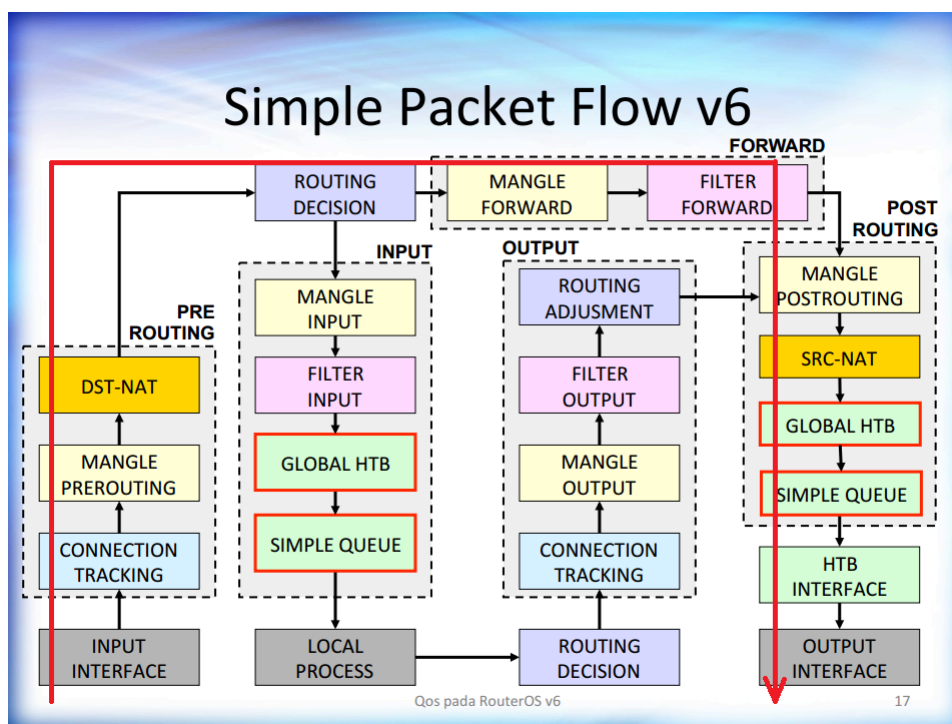 Simple Packet Flow v6
FORWARD
ROUTING
DECISION
MANGLE
FORWARD
FILTER
FORWARD
POST
ROUTING
INPUT
OUTPUT
MANGLE
INPUT
ROUTING
ADJUSMENT
MANGLE
POSTROUTING
PRE
ROUTING
DST-NAT
FILTER
INPUT
FILTER
OUTPUT
SRC-NAT
GLOBAL HTB
MANGLE
PREROUTING
GLOBAL HTB
MANGLE
OUTPUT
SIMPLE QUEUE
CONNECTION
TRACKING
SIMPLE QUEUE
CONNECTION
TRACKING
HTB
INTERFACE
INPUT
INTERFACE
LOCAL
PROCESS
ROUTING
DECISION
OUTPUT
INTERFACE
Qos pada RouterOS v6
17